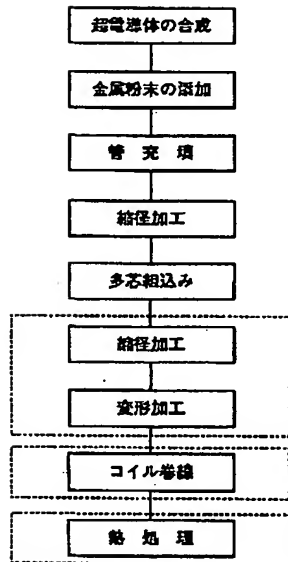 超電導体の合成
金属粉末の添加
管充填
縮径加工
多芯組込み
縮径加工
変形加工
コイル巻線
熱処理